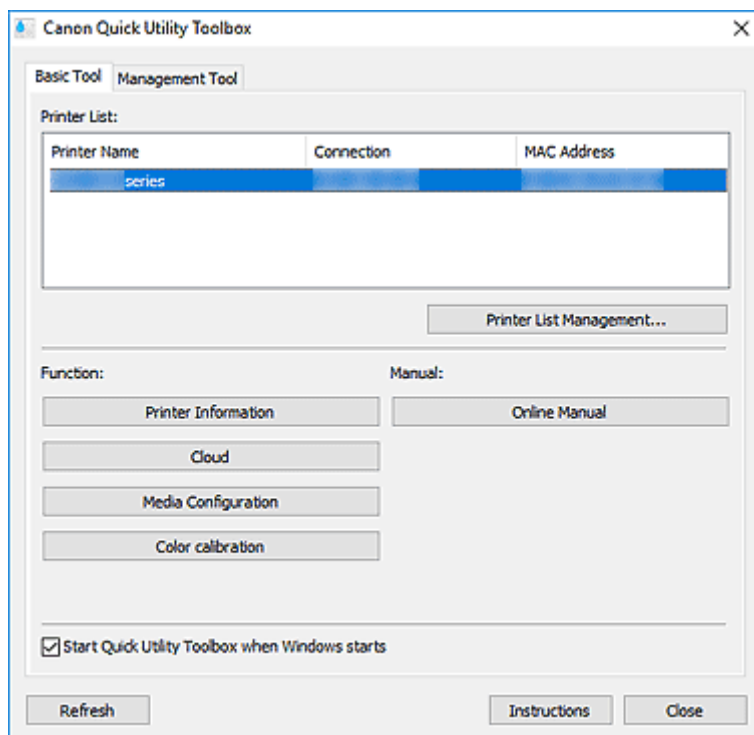 Canon Quick Utility Toolbox
Basic Tool Management Tool
Printer List:
Printer Name Connection MAC Address
series
Printer List Management...
Function: Manual:
Printer Information Online Manual
Cloud
Media Configuration
Color calibration
Start Quick Utility Toolbox when Windows starts
Refresh Instructions Close